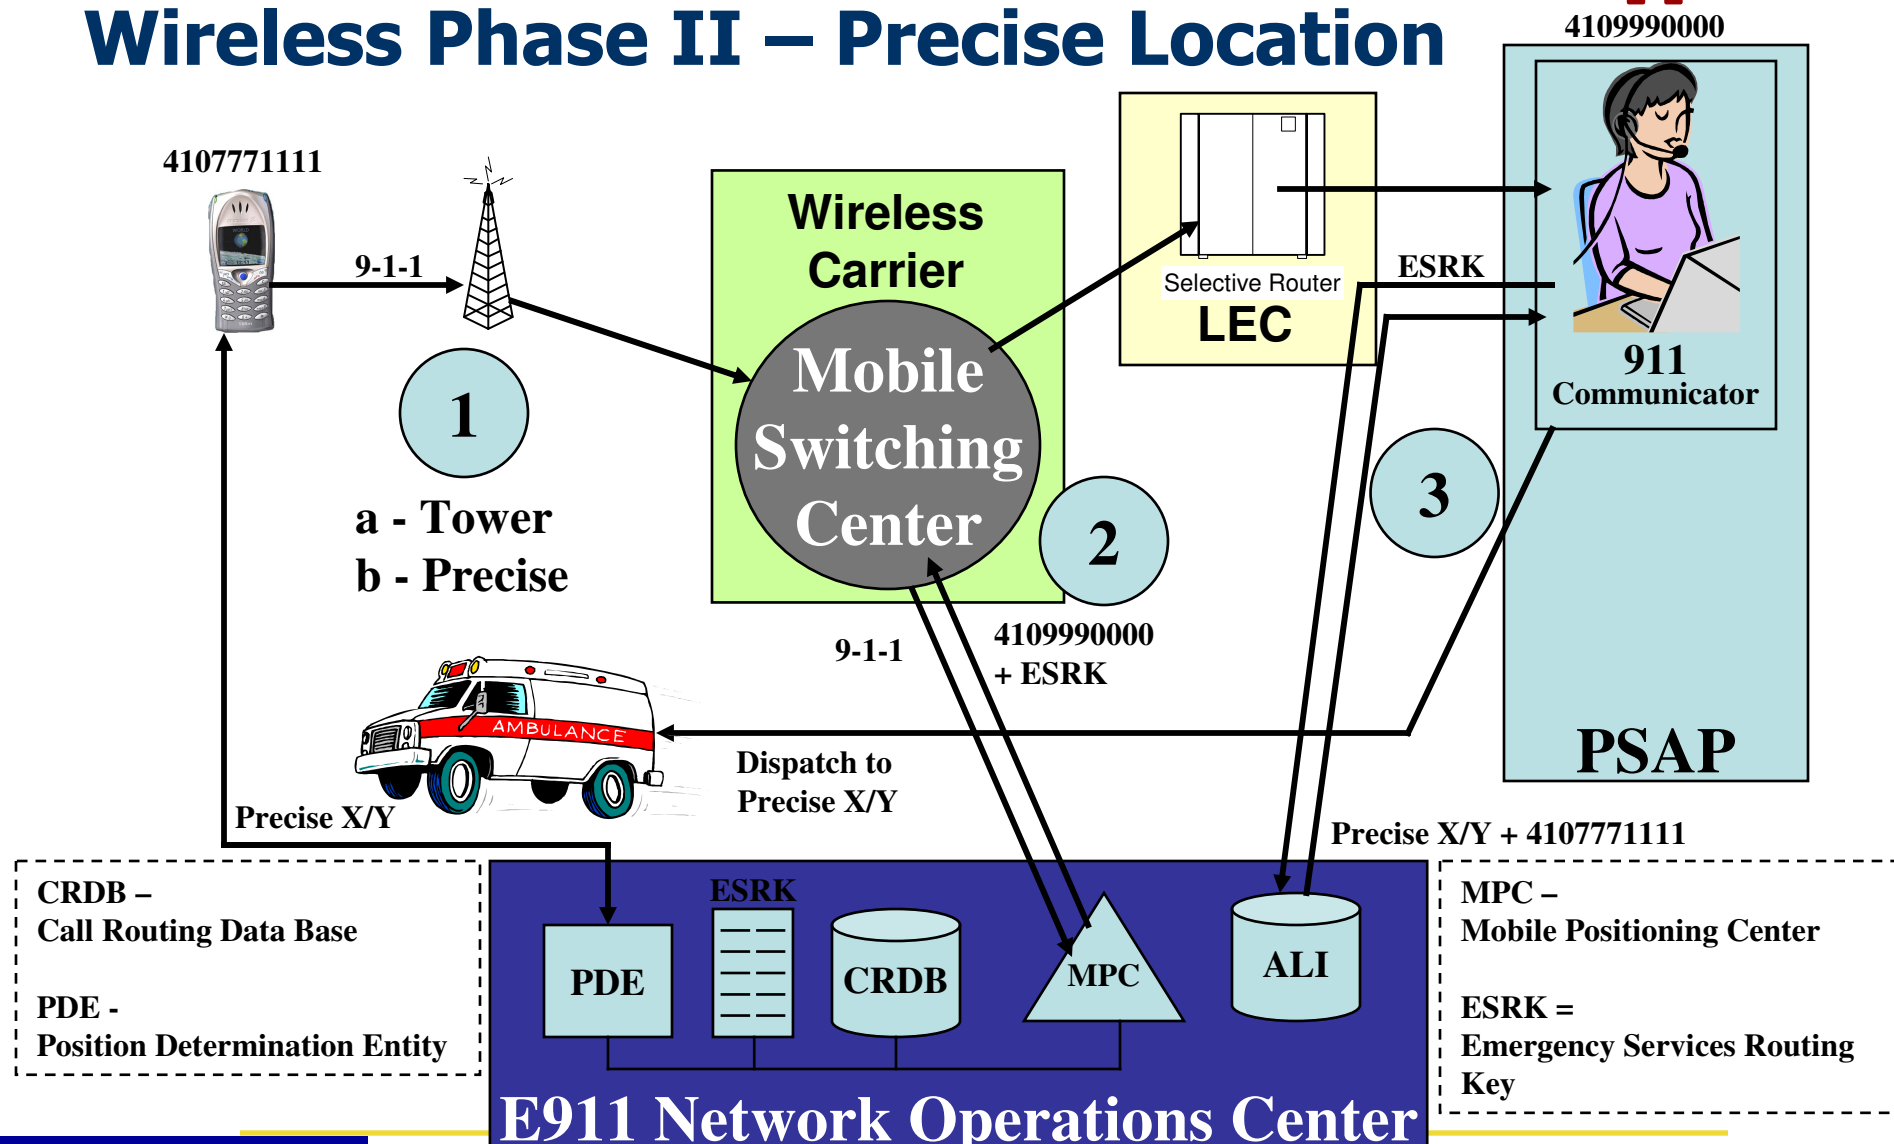 Wireless Phase II – Precise Location
4109990000
4107771111
9-1-1
1
a - Tower
b - Precise
Wireless
Carrier
Mobile
Switching
Center
2
Selective Router
LEC
ESRK
911
Communicator
3
PSAP
9-1-1
4109990000
+ ESRK
AMBULANCE
Dispatch to
Precise X/Y
Precise X/Y
Precise X/Y + 4107771111
CRDB –
Call Routing Data Base
PDE -
Position Determination Entity
ESRK
PDE
CRDB
MPC
ALI
E911 Network Operations Center
MPC –
Mobile Positioning Center
ESRK =
Emergency Services Routing
Key